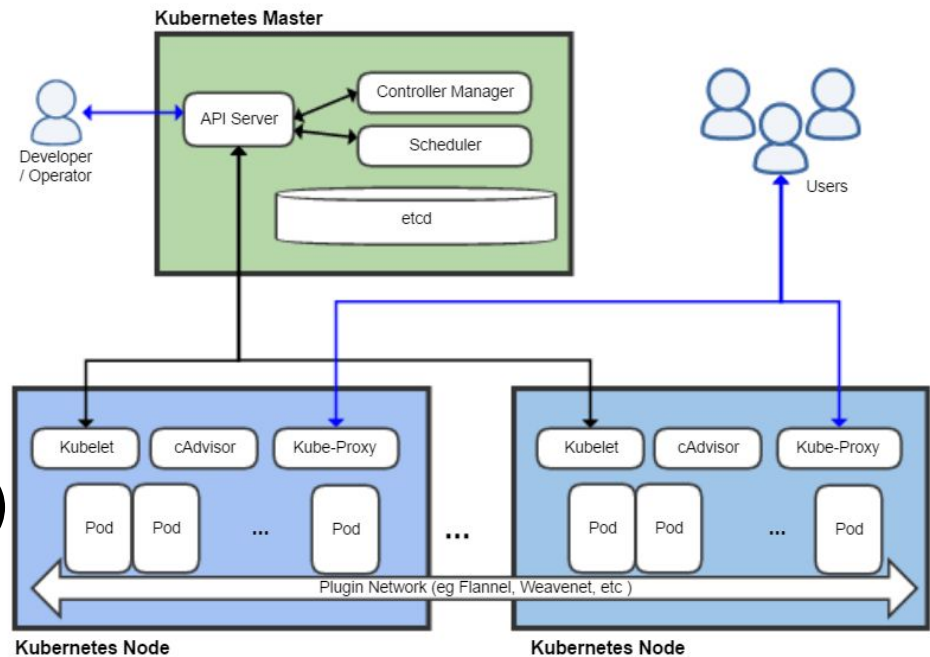 Kubernetes Master
API Server
Controller Manager
Scheduler
etcd
Developer
/ Operator
Users
Kubelet
cAdvisor
Kube-Proxy
Pod
Pod
...
Pod
...
Kubelet
cAdvisor
Kube-Proxy
Pod
Pod
...
Pod
Plugin Network (eg Flannel, Weavenet, etc )
Kubernetes Node
Kubernetes Node